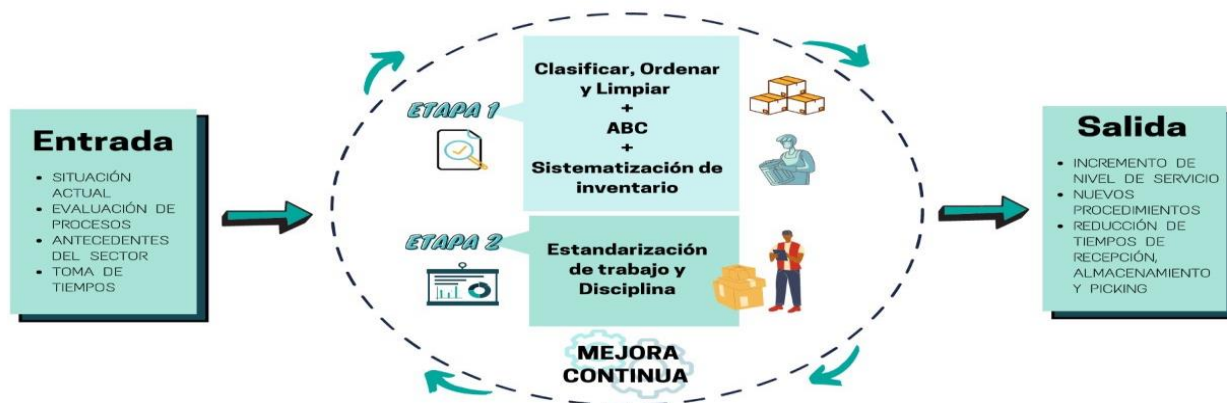 Entrada
• SITUACIÓN
ACTUAL
• EVALUACIÓN DE
PROCESOS
• ANTECEDENTES
DEL SECTOR
• TOMA DE
TIEMPOS
ETAPA 1
Clasificar, Ordenar
y Limpiar
+
ABC
+
Sistematización de
inventario
ETAPA 2
Estandarización
de trabajo y
Disciplina
MEJORA
CONTINUA
Salida
• INCREMENTO DE
NIVEL DE SERVICIO
• NUEVOS
PROCEDIMIENTOS
• REDUCCIÓN DE
TIEMPOS DE
RECEPCIÓN,
ALMACENAMIENTO
Y PICKING